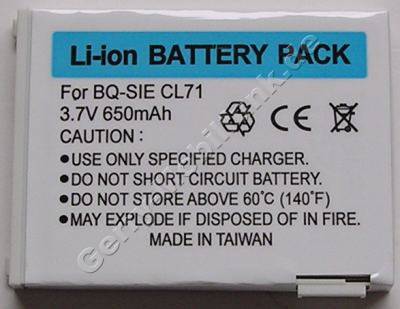 Li-ion BATTERY PACK
For BQ-SIE CL71
3.7V 650mAh
CAUTION :
●USE ONLY SPECIFIED CHARGER.
●DO NOT SHORT CIRCUIT BATTERY.
●DO NOT STORE ABOVE 60℃ (140℉)
●MAY EXPLODE IF DISPOSED OF IN FIRE.
MADE IN TAIWAN